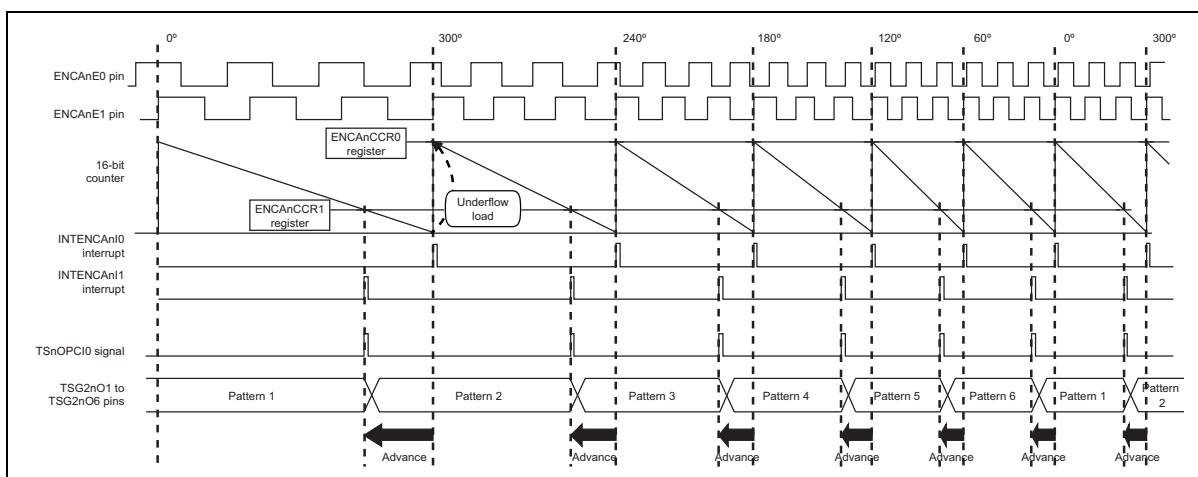 0º 300º 240º 180º 120º 60º 0º 300º
ENCAnE0 pin
ENCAnE1 pin
ENCAnCCR0
register
16-bit
counter
ENCAnCCR1
register
Underflow
load
INTENCAnI0
interrupt
INTENCAnI1
interrupt
TSnOPCI0 signal
TSG2nO1 to
TSG2nO6 pins
Pattern 1 Pattern 2 Pattern 3 Pattern 4 Pattern 5 Pattern 6 Pattern 1 Pattern
2
Advance Advance Advance Advance Advance Advance Advance